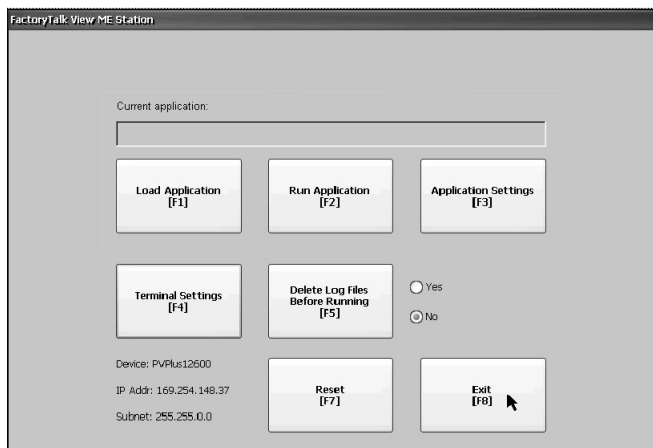 FactoryTalk View ME Station
Current application:
Load Application
[F1]
Run Application
[F2]
Application Settings
[F3]
Terminal Settings
[F4]
Delete Log Files
Before Running
[F5]
Yes
No
Device: PVPlus12600
IP Addr: 169.254.148.37
Subnet: 255.255.0.0
Reset
[F7]
Exit
[F8]